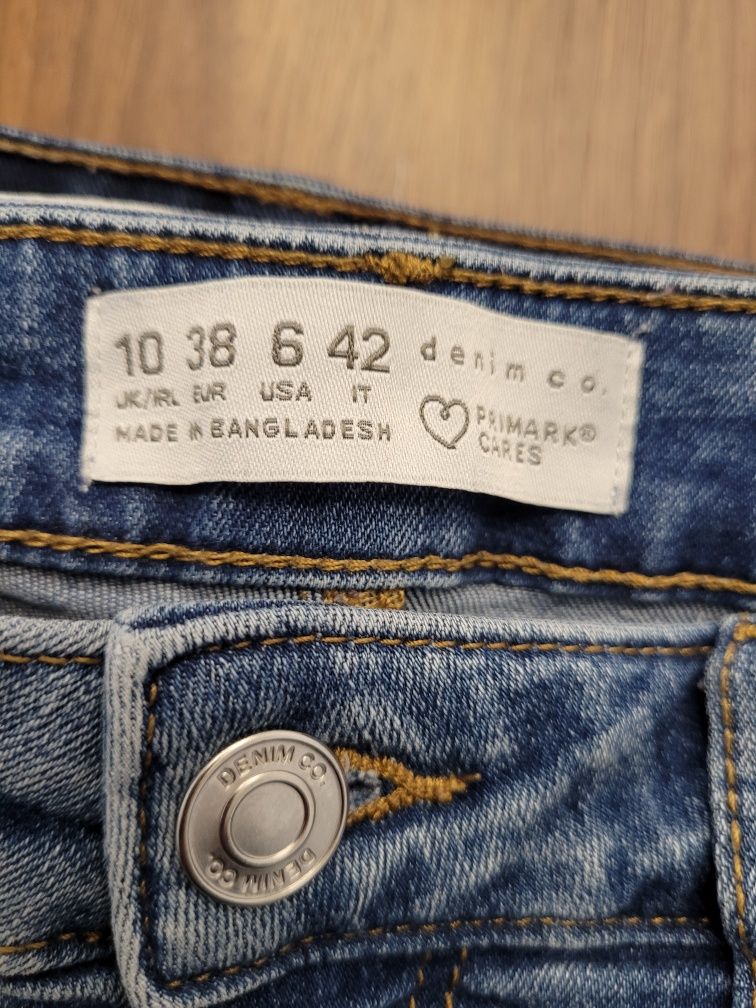 10 38 6 42 denim co.
UK/IRL EUR USA IT
MADE IN BANGLADESH
PRIMARK®
CARES
DENIM CO.
DENIM CO.